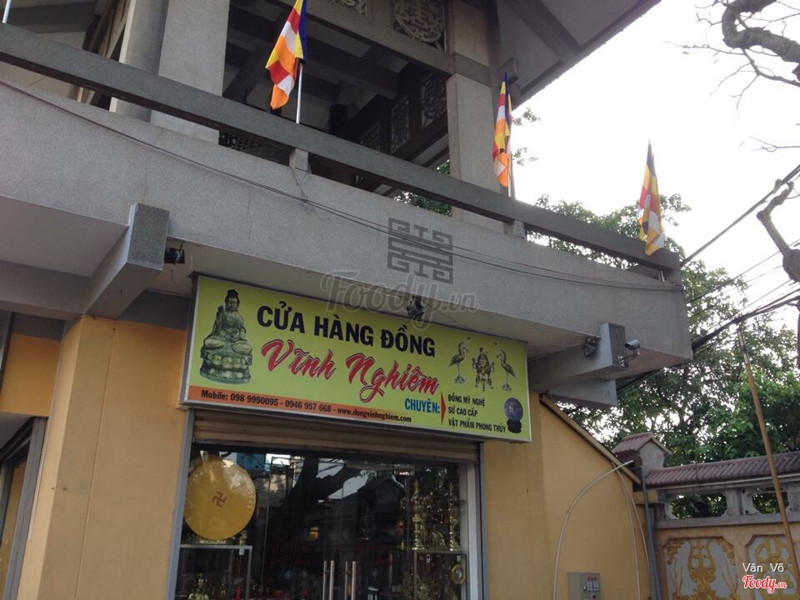 CỬA HÀNG ĐỒNG
Vĩnh Nghiêm
CHUYÊN:
ĐỒNG MỸ NGHỆ
SỨ CAO CẤP
VẬT PHẨM PHONG THỦY
Mobile: 098 9990095 - 0946 957 668 - www.dongvinhnghiem.com
Foody.vn
Vân Võ
Foody.vn